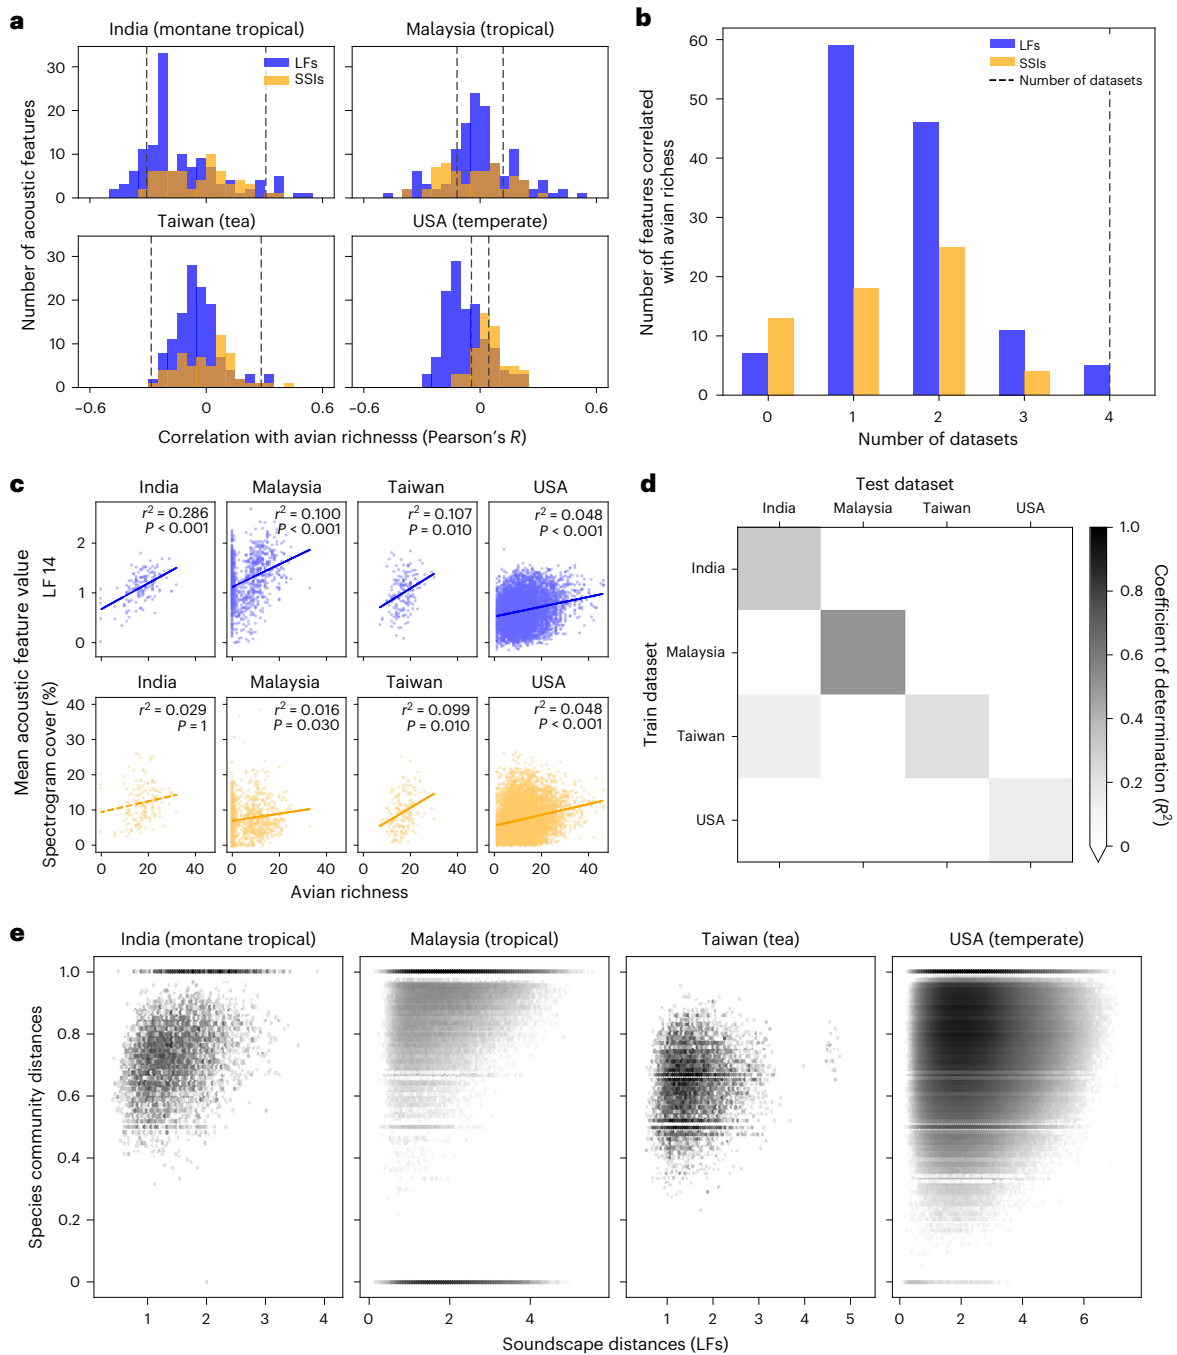 a
India (montane tropical)
Malaysia (tropical)
LFs
SSIs
30
20
10
0
Taiwan (tea)
USA (temperate)
30
20
10
0
−0.6
0
0.6
−0.6
0
0.6
Number of acoustic features
Correlation with avian richnesss (Pearson's R)
b
60
50
40
30
20
10
0
LFs
SSIs
Number of datasets
Number of features correlated
with avian richess
0
1
2
3
4
Number of datasets
c
India
Malaysia
Taiwan
USA
r² = 0.286
P < 0.001
r² = 0.100
P < 0.001
r² = 0.107
P = 0.010
r² = 0.048
P < 0.001
2
1
0
LF 14
Mean acoustic feature value
India
Malaysia
Taiwan
USA
r² = 0.029
P = 1
r² = 0.016
P = 0.030
r² = 0.099
P = 0.010
r² = 0.048
P < 0.001
40
30
20
10
0
Spectrogram cover (%)
0
20
40
0
20
40
0
20
40
0
20
40
Avian richness
d
Test dataset
India
Malaysia
Taiwan
USA
India
Malaysia
Taiwan
USA
Train dataset
1.0
0.8
0.6
0.4
0.2
0
Coefficient of determination (R²)
e
India (montane tropical)
Malaysia (tropical)
Taiwan (tea)
USA (temperate)
1.0
0.8
0.6
0.4
0.2
0
Species community distances
1
2
3
4
0
2
4
1
2
3
4
5
0
2
4
6
Soundscape distances (LFs)